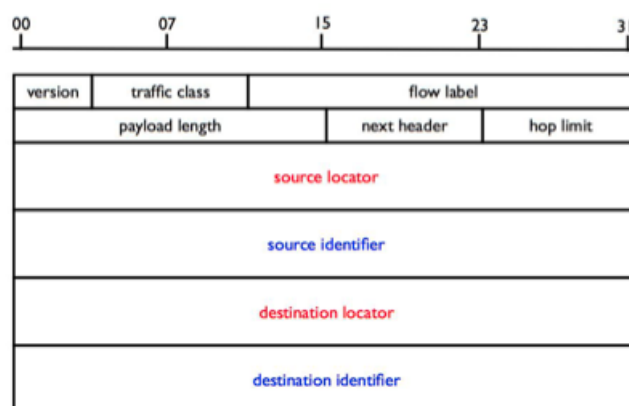 00 07 15 23 31
version traffic class flow label
payload length next header hop limit
source locator
source identifier
destination locator
destination identifier